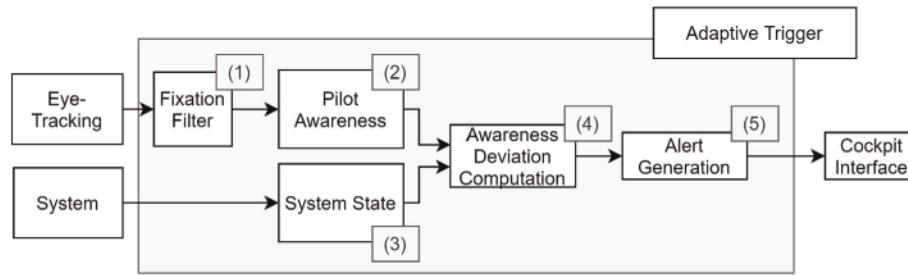 Adaptive Trigger
Eye-
Tracking
(1)
Fixation
Filter
(2)
Pilot
Awareness
System
System State
(3)
(4)
Awareness
Deviation
Computation
(5)
Alert
Generation
Cockpit
Interface